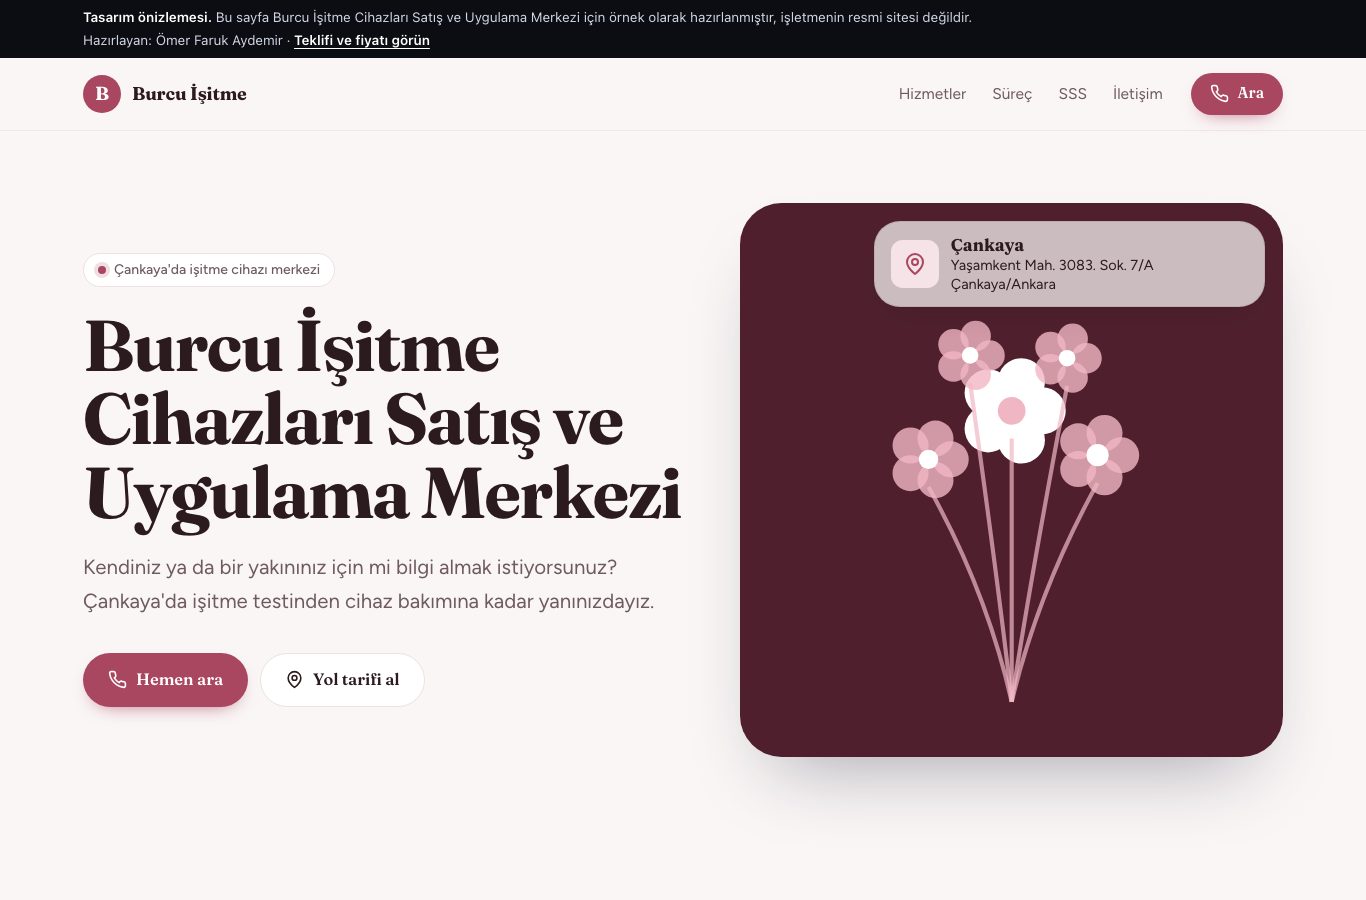 Tasarım önizlemesi. Bu sayfa Burcu İşitme Cihazları Satış ve Uygulama Merkezi için örnek olarak hazırlanmıştır, işletmenin resmi sitesi değildir.
Hazırlayan: Ömer Faruk Aydemir · Teklifi ve fiyatı görün
B Burcu İşitme
Hizmetler Süreç SSS İletişim Ara
Çankaya'da işitme cihazı merkezi
Burcu İşitme
Cihazları Satış ve
Uygulama Merkezi
Kendiniz ya da bir yakınınız için mi bilgi almak istiyorsunuz?
Çankaya'da işitme testinden cihaz bakımına kadar yanınızdayız.
Hemen ara
Yol tarifi al
Çankaya
Yaşamkent Mah. 3083. Sok. 7/A
Çankaya/Ankara